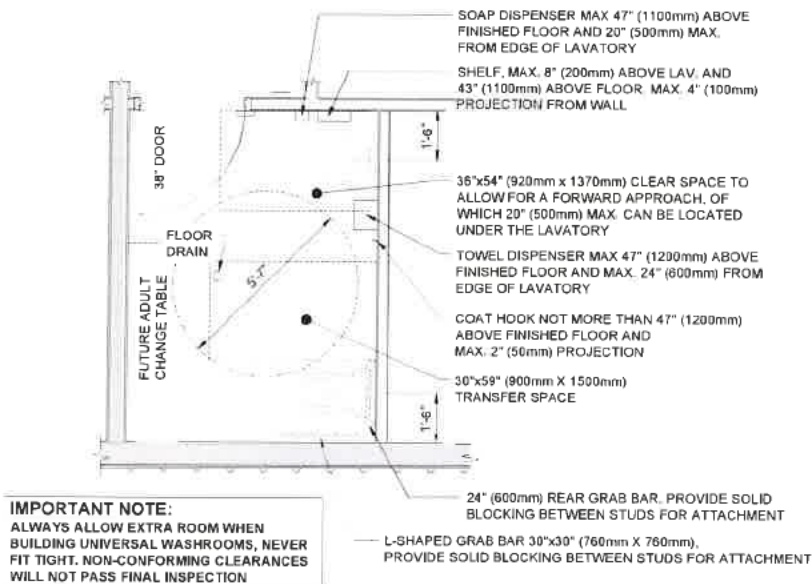 SOAP DISPENSER MAX 47" (1100mm) ABOVE
FINISHED FLOOR AND 20" (500mm) MAX.
FROM EDGE OF LAVATORY
SHELF, MAX. 8" (200mm) ABOVE LAV. AND
43" (1100mm) ABOVE FLOOR, MAX. 4" (100mm)
PROJECTION FROM WALL
1'-6"
38" DOOR
36"x54" (920mm x 1370mm) CLEAR SPACE TO
ALLOW FOR A FORWARD APPROACH, OF
WHICH 20" (500mm) MAX. CAN BE LOCATED
UNDER THE LAVATORY
FLOOR
DRAIN
TOWEL DISPENSER MAX 47" (1200mm) ABOVE
FINISHED FLOOR AND MAX. 24" (600mm) FROM
EDGE OF LAVATORY
5'-7"
FUTURE ADULT
CHANGE TABLE
COAT HOOK NOT MORE THAN 47" (1200mm)
ABOVE FINISHED FLOOR AND
MAX. 2" (50mm) PROJECTION
30"x59" (900mm X 1500mm)
TRANSFER SPACE
1'-6"
24" (600mm) REAR GRAB BAR, PROVIDE SOLID
BLOCKING BETWEEN STUDS FOR ATTACHMENT
L-SHAPED GRAB BAR 30"x30" (760mm X 760mm),
PROVIDE SOLID BLOCKING BETWEEN STUDS FOR ATTACHMENT
IMPORTANT NOTE:
ALWAYS ALLOW EXTRA ROOM WHEN
BUILDING UNIVERSAL WASHROOMS, NEVER
FIT TIGHT. NON-CONFORMING CLEARANCES
WILL NOT PASS FINAL INSPECTION